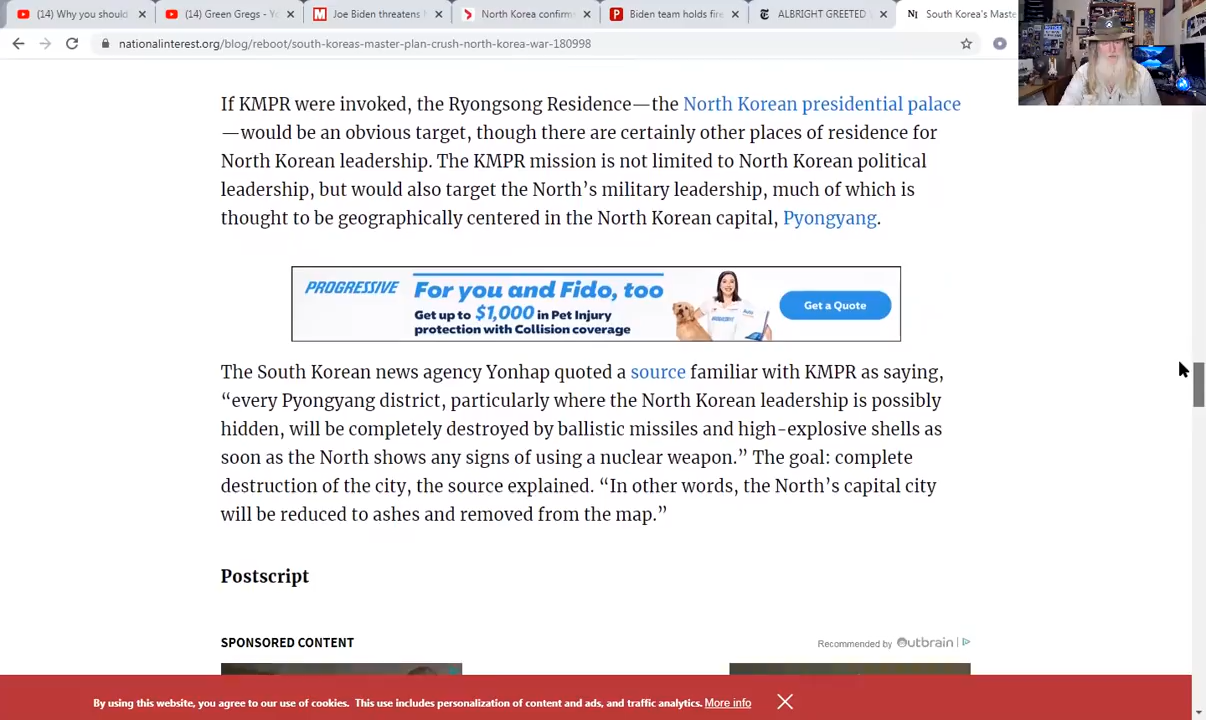 (14) Why you should
(14) Green Gregs - Yo
Joe Biden threatens
North Korea confirm
Biden team holds fire
ALBRIGHT GREETED
South Korea's Maste
nationalinterest.org/blog/reboot/south-koreas-master-plan-crush-north-korea-war-180998
If KMPR were invoked, the Ryongsong Residence—the North Korean presidential palace
—would be an obvious target, though there are certainly other places of residence for
North Korean leadership. The KMPR mission is not limited to North Korean political
leadership, but would also target the North’s military leadership, much of which is
thought to be geographically centered in the North Korean capital, Pyongyang.
PROGRESSIVE
For you and Fido, too
Get up to $1,000 in Pet Injury
protection with Collision coverage
Get a Quote
The South Korean news agency Yonhap quoted a source familiar with KMPR as saying,
“every Pyongyang district, particularly where the North Korean leadership is possibly
hidden, will be completely destroyed by ballistic missiles and high-explosive shells as
soon as the North shows any signs of using a nuclear weapon.” The goal: complete
destruction of the city, the source explained. “In other words, the North’s capital city
will be reduced to ashes and removed from the map.”
Postscript
SPONSORED CONTENT
Recommended by Outbrain
By using this website, you agree to our use of cookies. This use includes personalization of content and ads, and traffic analytics. More info